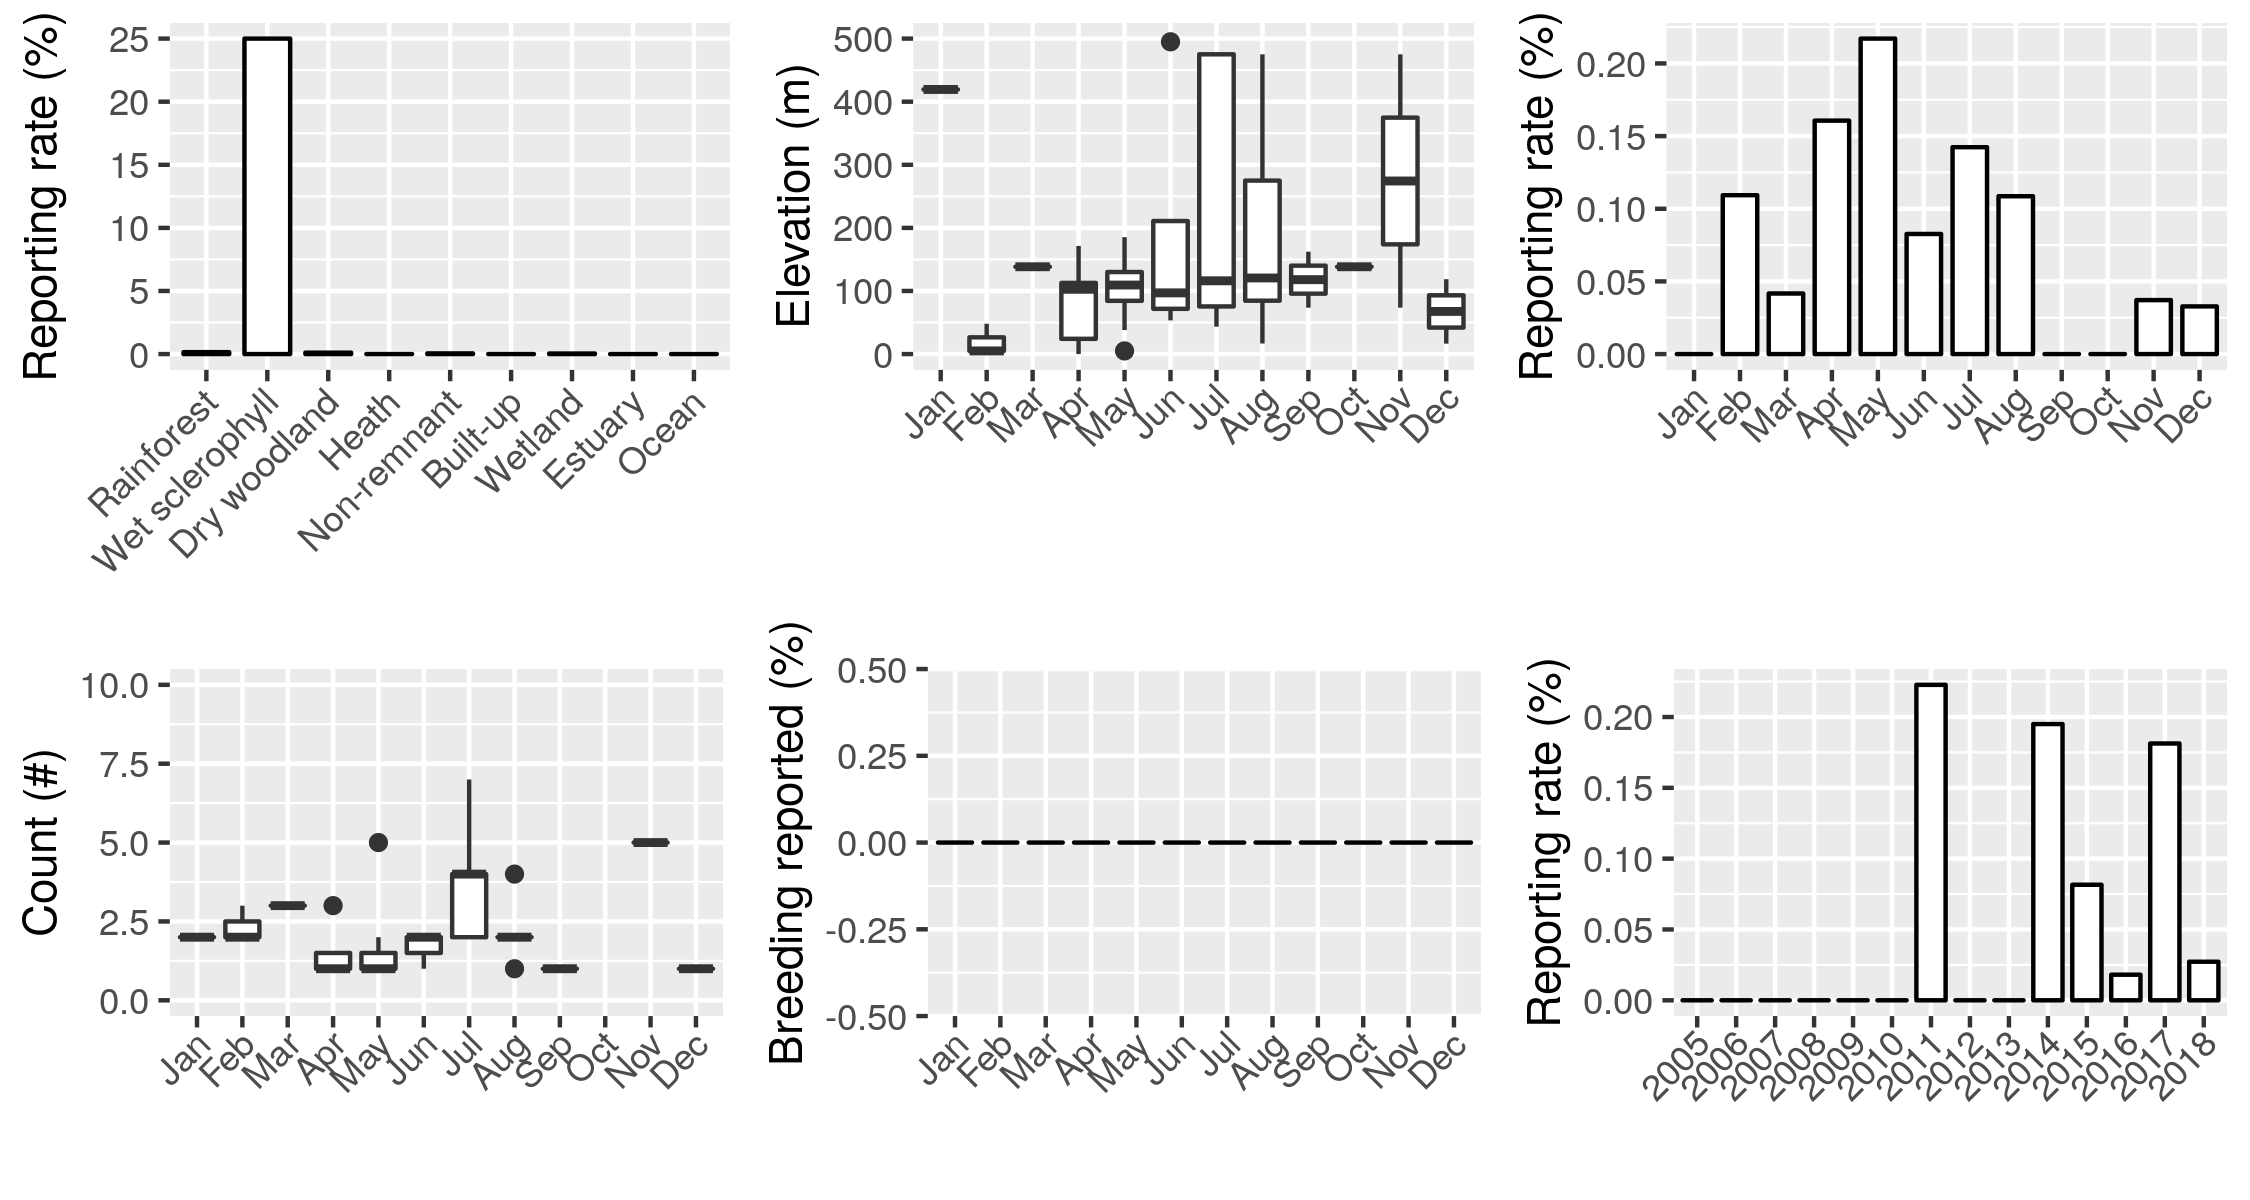 Reporting rate (%)
25
20
15
10
5
0
Rainforest
Wet sclerophyll
Dry woodland
Heath
Non-remnant
Built-up
Wetland
Estuary
Ocean
Elevation (m)
500
400
300
200
100
0
Jan
Feb
Mar
Apr
May
Jun
Jul
Aug
Sep
Oct
Nov
Dec
Reporting rate (%)
0.20
0.15
0.10
0.05
0.00
Jan
Feb
Mar
Apr
May
Jun
Jul
Aug
Sep
Oct
Nov
Dec
Count (#)
10.0
7.5
5.0
2.5
0.0
Jan
Feb
Mar
Apr
May
Jun
Jul
Aug
Sep
Oct
Nov
Dec
Breeding reported (%)
0.50
0.25
0.00
-0.25
-0.50
Jan
Feb
Mar
Apr
May
Jun
Jul
Aug
Sep
Oct
Nov
Dec
Reporting rate (%)
0.20
0.15
0.10
0.05
0.00
2005
2006
2007
2008
2009
2010
2011
2012
2013
2014
2015
2016
2017
2018